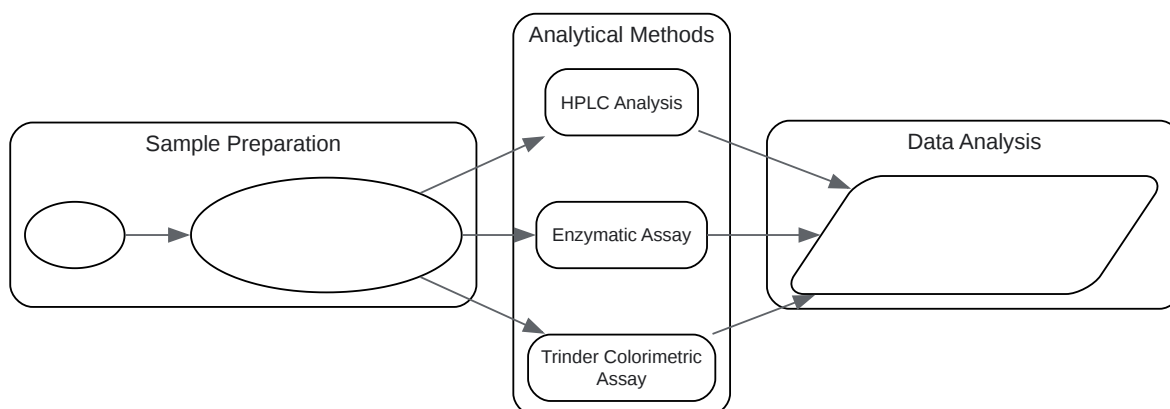 Analytical Methods
HPLC Analysis
Sample Preparation
Data Analysis
Enzymatic Assay
Trinder Colorimetric
Assay